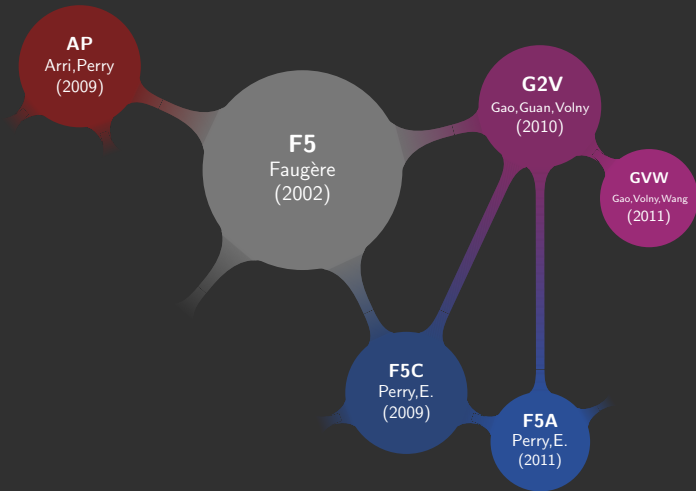 AP
Arri,Perry
(2009)
F5
Faugère
(2002)
G2V
Gao,Guan,Volny
(2010)
GVW
Gao,Volny,Wang
(2011)
F5C
Perry,E.
(2009)
F5A
Perry,E.
(2011)